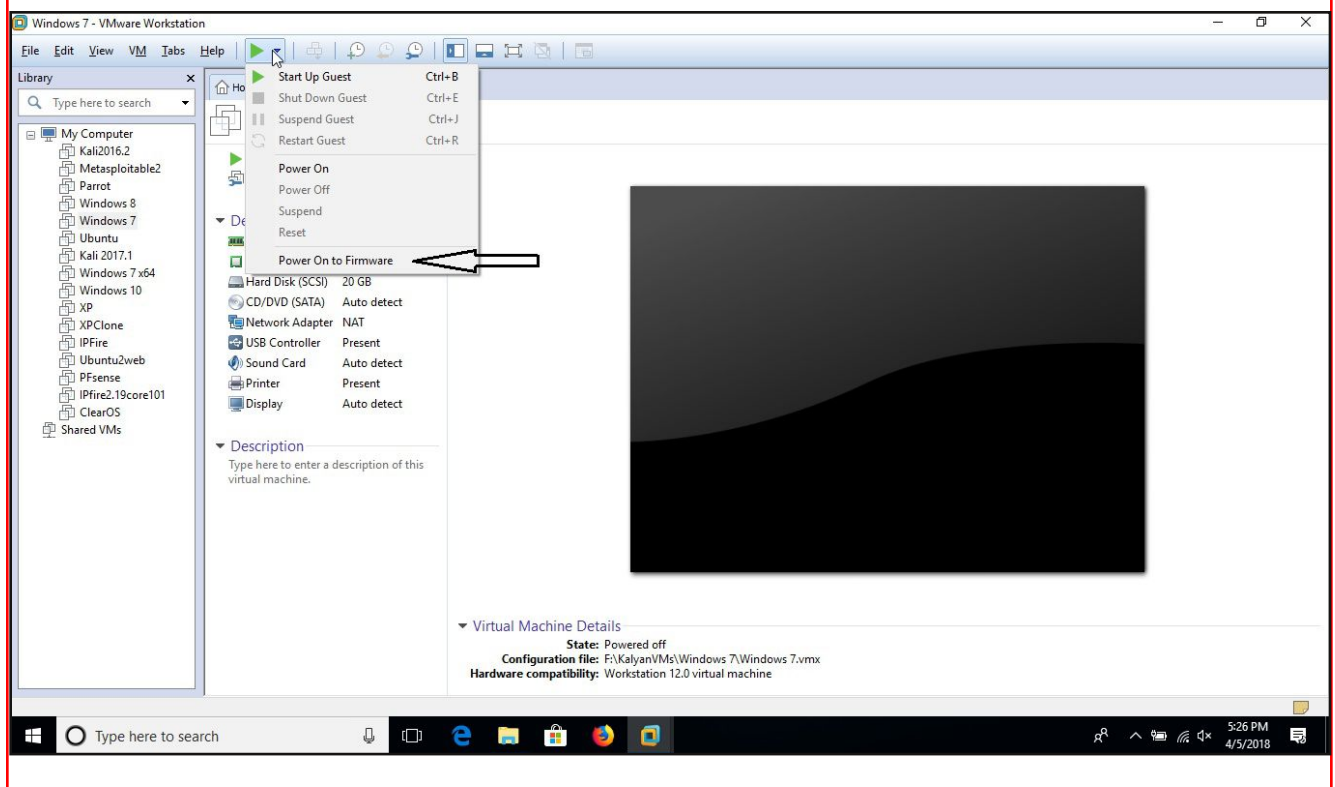 Windows 7 - VMware Workstation
File Edit View VM Tabs Help
Library x
Type here to search
My Computer
Kali2016.2
Metasploitable2
Parrot
Windows 8
Windows 7
Ubuntu
Kali 2017.1
Windows 7 x64
Windows 10
XP
XPClone
IPFire
Ubuntu2web
PFsense
IPfire2.19core101
ClearOS
Shared VMs
Ho
Start Up Guest Ctrl+B
Shut Down Guest Ctrl+E
Suspend Guest Ctrl+J
Restart Guest Ctrl+R
Power On
Power Off
Suspend
Reset
Power On to Firmware
De
Hard Disk (SCSI) 20 GB
CD/DVD (SATA) Auto detect
Network Adapter NAT
USB Controller Present
Sound Card Auto detect
Printer Present
Display Auto detect
Description
Type here to enter a description of this
virtual machine.
Virtual Machine Details
State: Powered off
Configuration file: F:\KalyanVMs\Windows 7\Windows 7.vmx
Hardware compatibility: Workstation 12.0 virtual machine
Type here to search
5:26 PM
4/5/2018